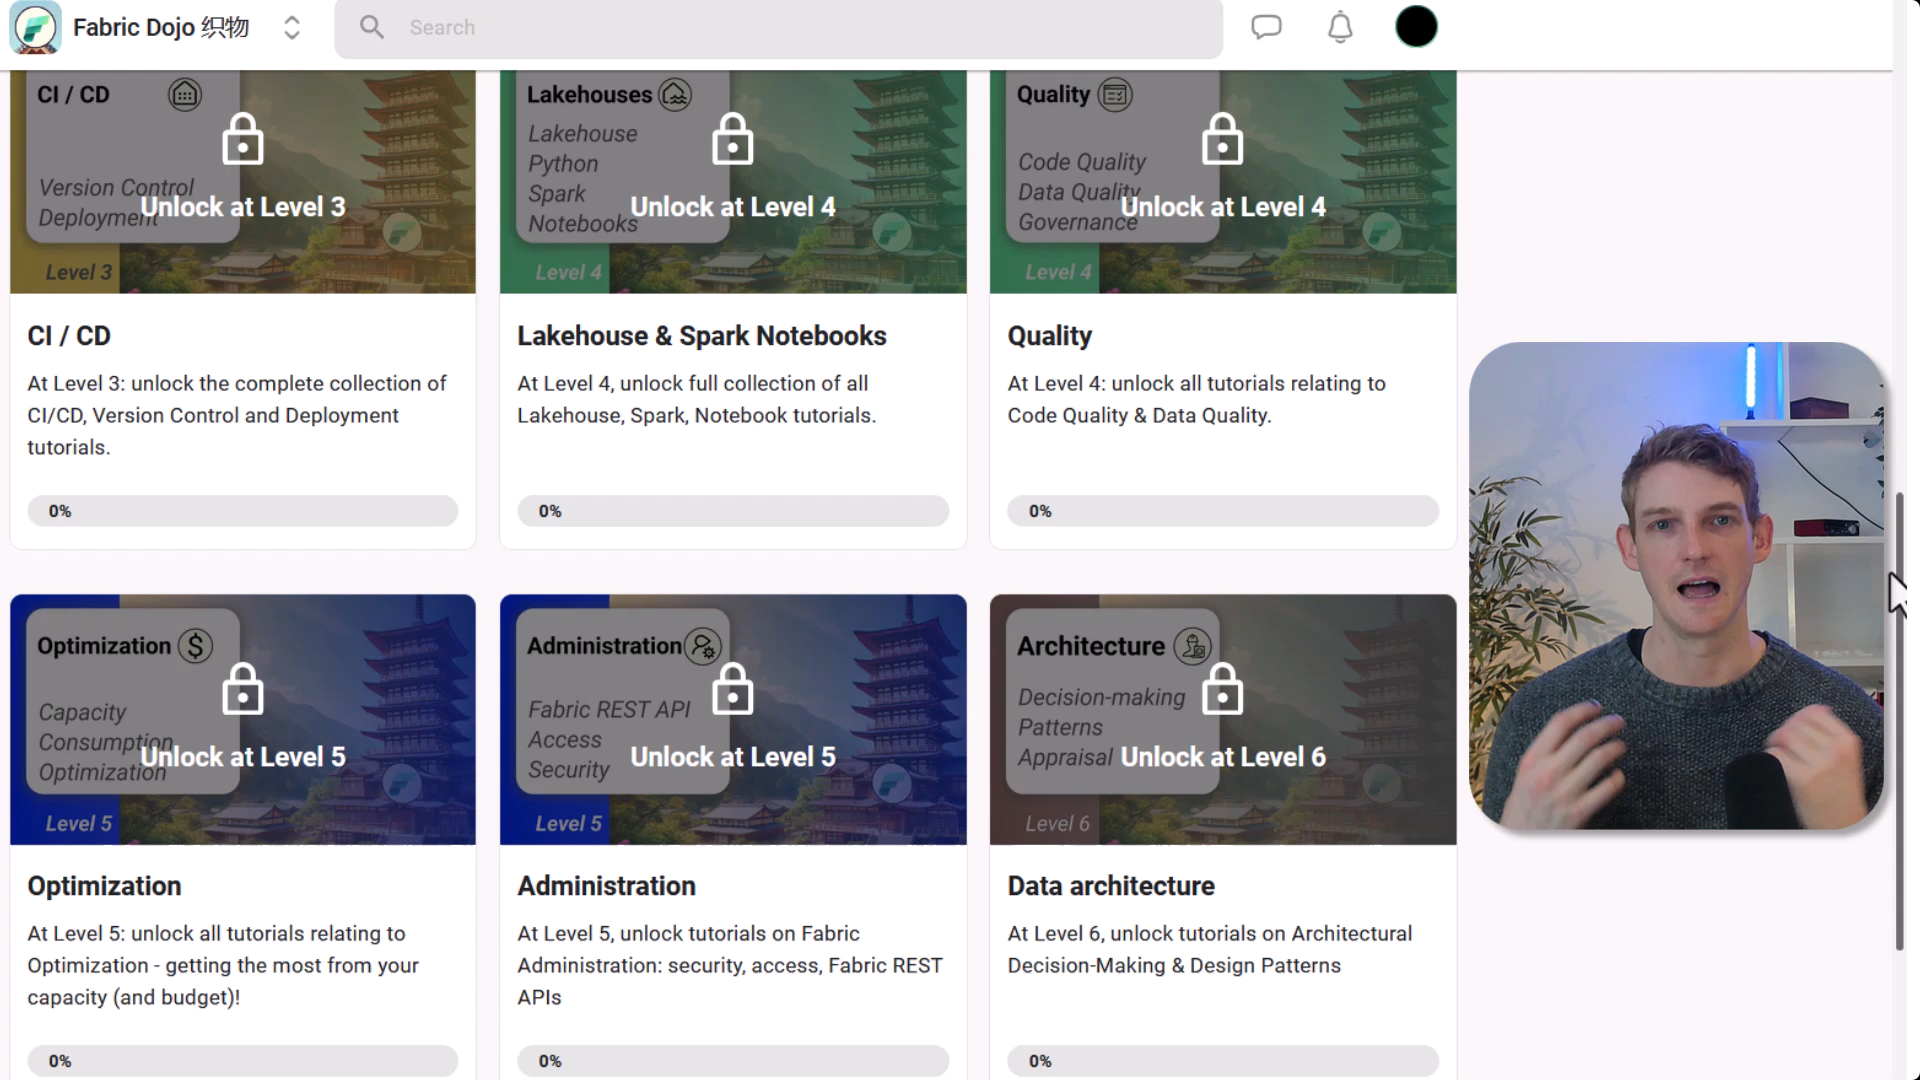 Fabric Dojo 织物
Search
CI / CD
Version Control
Deployment
Unlock at Level 3
Level 3
Lakehouses
Lakehouse
Python
Spark
Notebooks
Unlock at Level 4
Level 4
Quality
Code Quality
Data Quality
Governance
Unlock at Level 4
Level 4
CI / CD
At Level 3: unlock the complete collection of
CI/CD, Version Control and Deployment
tutorials.
0%
Lakehouse & Spark Notebooks
At Level 4, unlock full collection of all
Lakehouse, Spark, Notebook tutorials.
0%
Quality
At Level 4: unlock all tutorials relating to
Code Quality & Data Quality.
0%
Optimization
$
Capacity
Consumption
Optimization
Unlock at Level 5
Level 5
Administration
Fabric REST API
Access
Security
Unlock at Level 5
Level 5
Architecture
Decision-making
Patterns
Appraisal
Unlock at Level 6
Level 6
Optimization
At Level 5: unlock all tutorials relating to
Optimization - getting the most from your
capacity (and budget)!
0%
Administration
At Level 5, unlock tutorials on Fabric
Administration: security, access, Fabric REST
APIs
0%
Data architecture
At Level 6, unlock tutorials on Architectural
Decision-Making & Design Patterns
0%